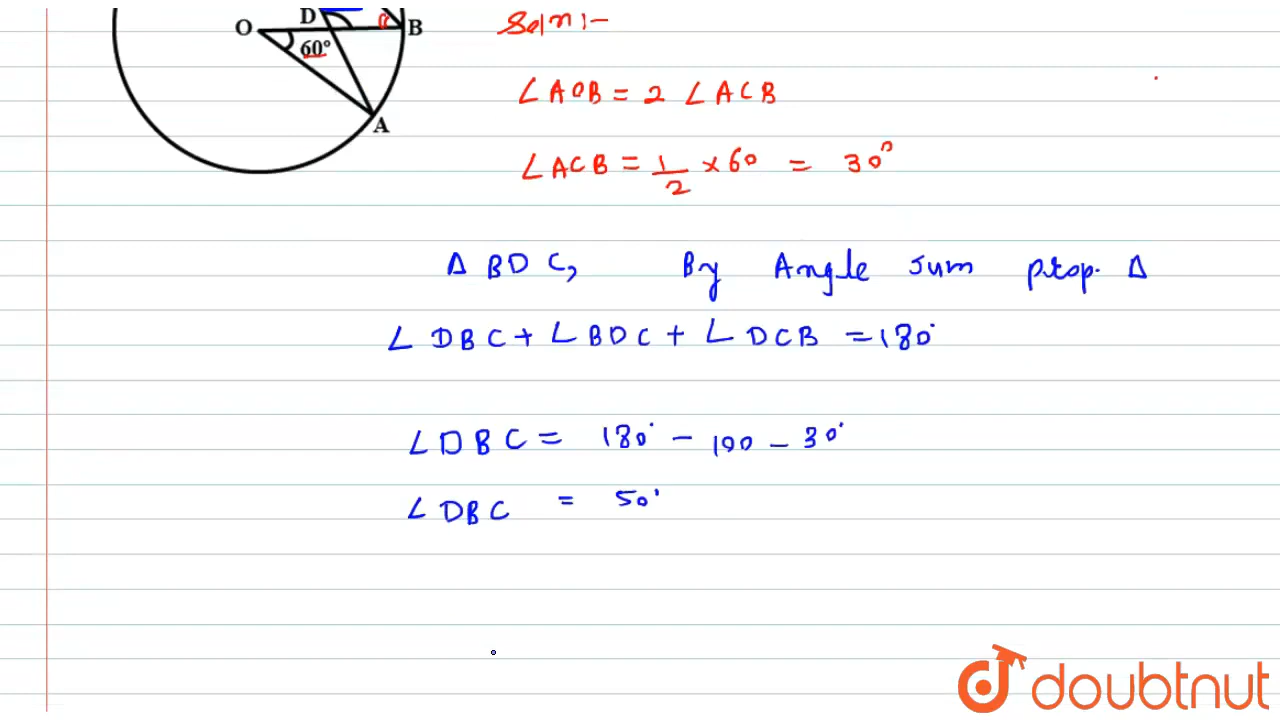 D
O B
60°
A
Soln:-
∠AOB = 2 ∠ACB
∠ACB = 1/2 × 60 = 30°
Δ BDC, By Angle sum prop. Δ
∠DBC + ∠BDC + ∠DCB = 180°
∠DBC = 180° - 100 - 30°
∠DBC = 50°
doubtnut